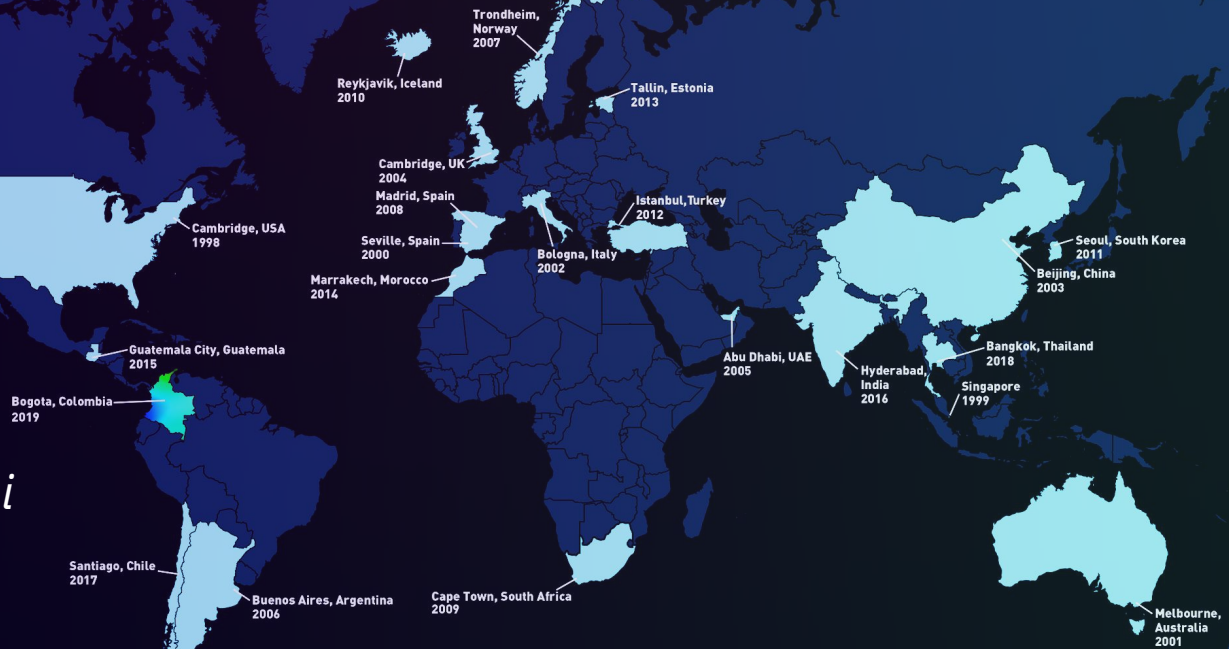 Trondheim,
Norway
2007
Reykjavik, Iceland
2010
Tallin, Estonia
2013
Cambridge, UK
2004
Madrid, Spain
2008
Istanbul,Turkey
2012
Cambridge, USA
1998
Seville, Spain
2000
Bologna, Italy
2002
Seoul, South Korea
2011
Marrakech, Morocco
2014
Beijing, China
2003
Guatemala City, Guatemala
2015
Abu Dhabi, UAE
2005
Bangkok, Thailand
2018
Hyderabad,
India
2016
Singapore
1999
Bogota, Colombia
2019
i
Santiago, Chile
2017
Buenos Aires, Argentina
2006
Cape Town, South Africa
2009
Melbourne,
Australia
2001